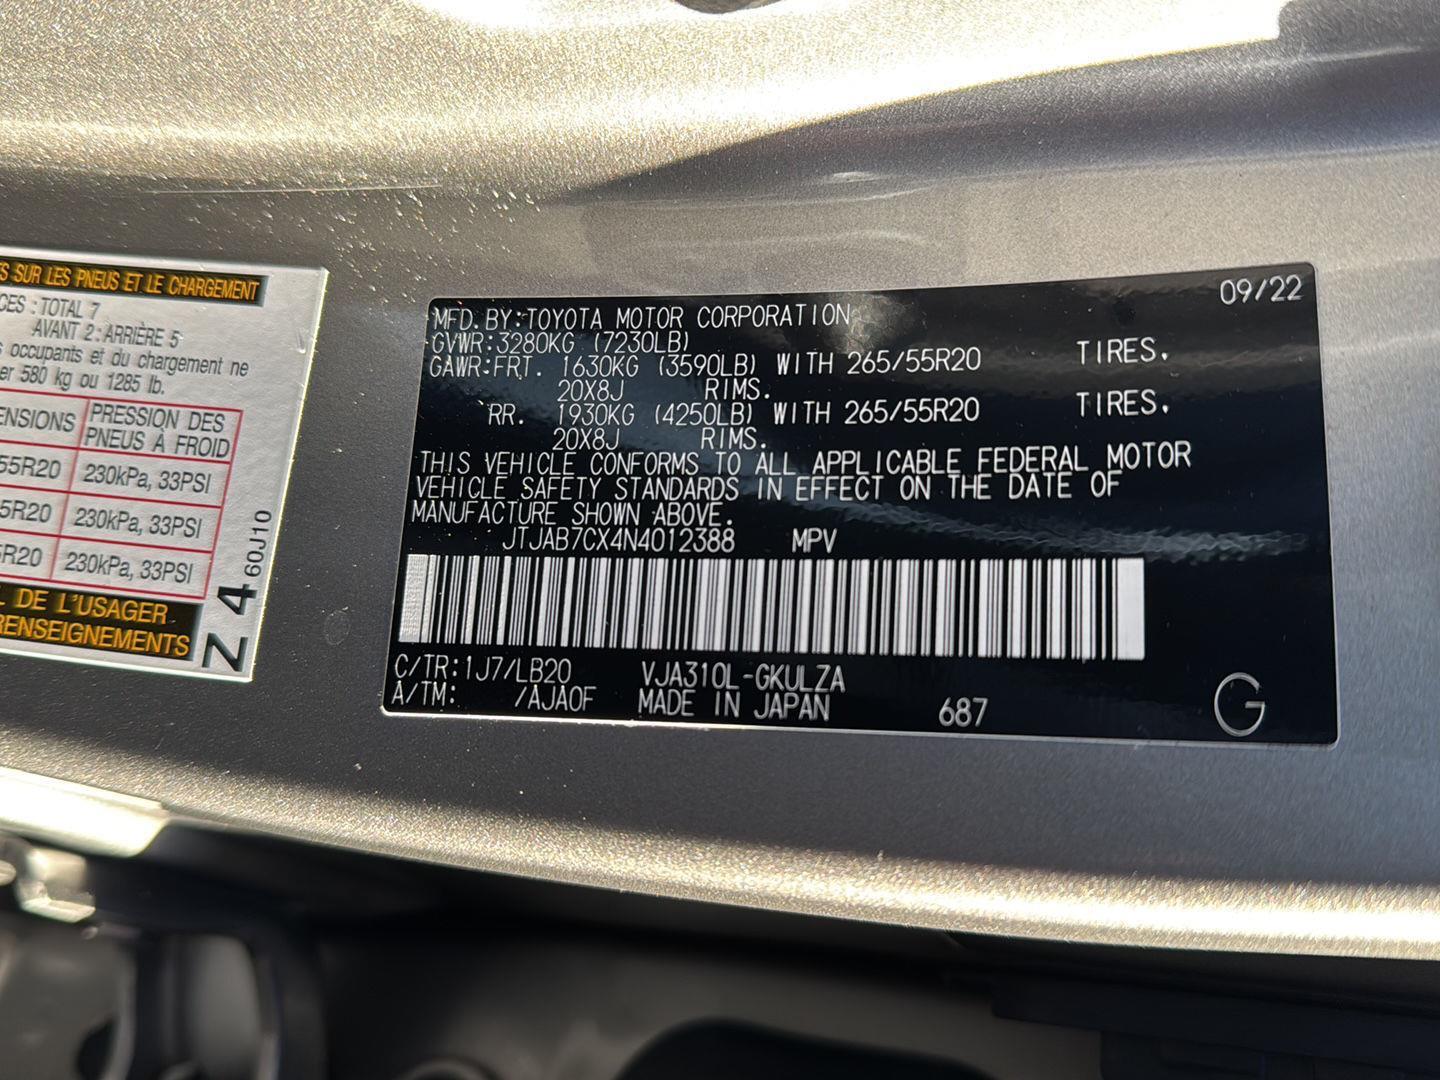 S SUR LES PNEUS ET LE CHARGEMENT
CES : TOTAL 7
AVANT 2 : ARRIÈRE 5
s occupants et du chargement ne
er 580 kg ou 1285 lb.
ENSIONS PRESSION DES PNEUS À FROID
55R20 230kPa, 33PSI
5R20 230kPa, 33PSI
R20 230kPa, 33PSI
L DE L'USAGER
RENSEIGNEMENTS
Z 4 60J10
09/22
MFD. BY: TOYOTA MOTOR CORPORATION
GVWR: 3280KG (7230LB)
GAWR: FRT. 1630KG (3590LB) WITH 265/55R20 TIRES.
20X8J RIMS.
RR. 1930KG (4250LB) WITH 265/55R20 TIRES.
20X8J RIMS.
THIS VEHICLE CONFORMS TO ALL APPLICABLE FEDERAL MOTOR
VEHICLE SAFETY STANDARDS IN EFFECT ON THE DATE OF
MANUFACTURE SHOWN ABOVE.
JTJAB7CX4N4012388 MPV
C/TR: 1J7/LB20 VJA310L-GKULZA
A/TM: /AJA0F MADE IN JAPAN 687 G